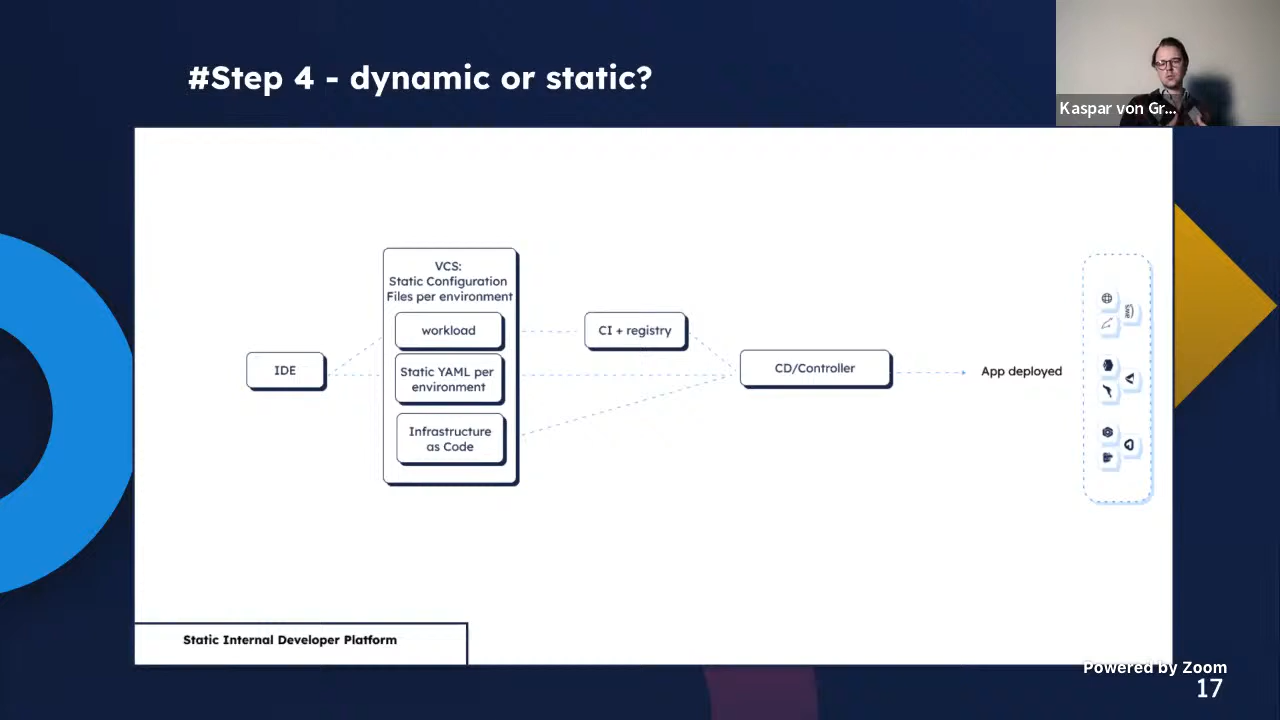 #Step 4 - dynamic or static?
Kaspar von Gr...
VCS:
Static Configuration
Files per environment
workload
CI + registry
IDE
Static YAML per
environment
CD/Controller
App deployed
Infrastructure
as Code
aws
Static Internal Developer Platform
Powered by Zoom
17